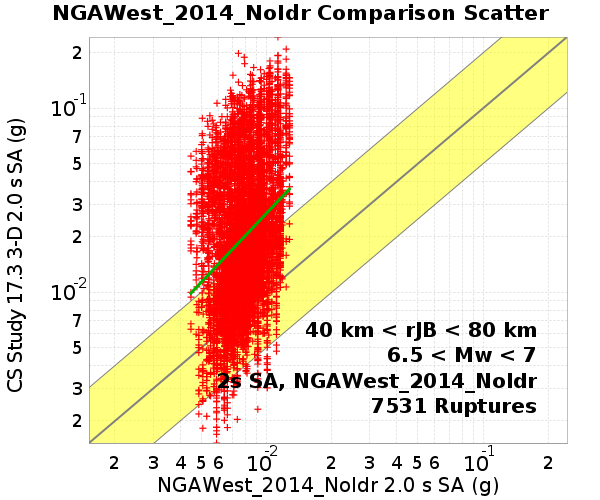 NGAWest_2014_NoIdr Comparison Scatter
CS Study 17.3 3-D 2.0 s SA (g)
2
10-1
7
5
3
2
10-2
7
5
3
2
40 km < rJB < 80 km
6.5 < Mw < 7
2s SA, NGAWest_2014_NoIdr
7531 Ruptures
2 3 4 5 6 10-2 2 3 4 5 6 10-1 2
NGAWest_2014_NoIdr 2.0 s SA (g)